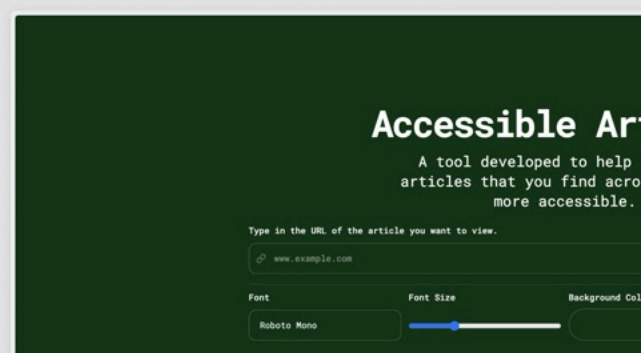 Accessible Ar
A tool developed to help
articles that you find acro
more accessible.
Type in the URL of the article you want to view.
www.example.com
Font
Font Size
Background Col
Roboto Mono